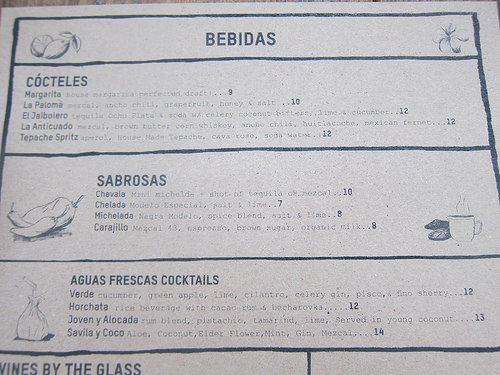 BEBIDAS
CÓCTELES
Margarita house margarita perfected draft!...9
La Paloma mezcal, ancho chili, grapefruit, honey & salt ..10
El Jaibolero tequila Ocho Plata & soda w/ celery coconut bitters, lime & cucumber..12
La Anticuado mezcal, brown butter corn whiskey, ancho chili, huitlacoche, mexican fernet...12
Tepache Spritz aperol, House Made Tepache, cava rose, soda water..12
SABROSAS
Chevala Mini michelda + shot of tequila or mezcal..10
Chelada Modelo Especial, salt & lime..7
Michelada Negra Modelo, spice blend, salt & lime..8
Carajillo Mezcal 43, espresso, brown sugar, organic milk..8
AGUAS FRESCAS COCKTAILS
Verde cucumber, green apple, lime, cilantro, celery gin, pisco,& fino sherry...12
Horchata rice beverage with cacao rum & becharovka.....12
Joven y Alocada rum blend, pistachio, tamarind, lime, Served in young coconut.....13
Savila y Coco Aloe, Coconut,Elder Flower,Mint, Gin, Mezcal....14
WINES BY THE GLASS